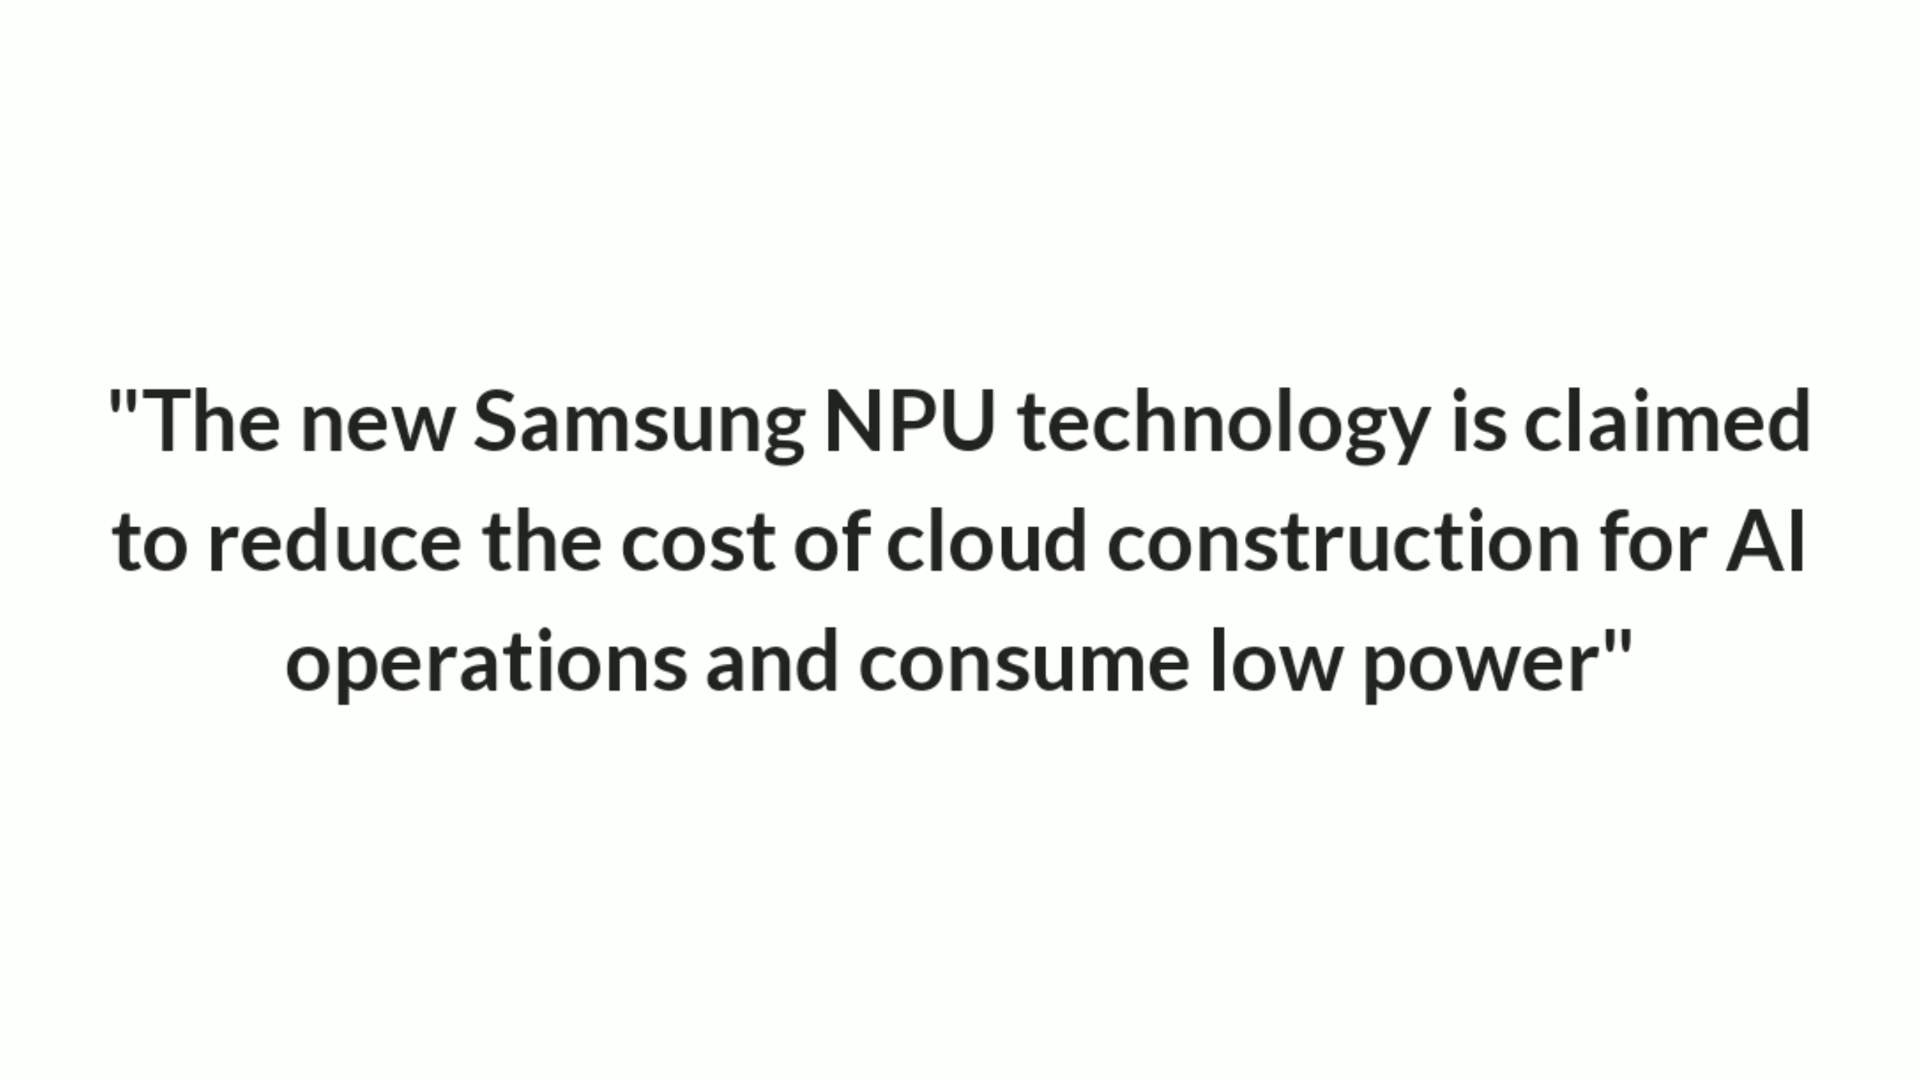 "The new Samsung NPU technology is claimed
to reduce the cost of cloud construction for AI
operations and consume low power"